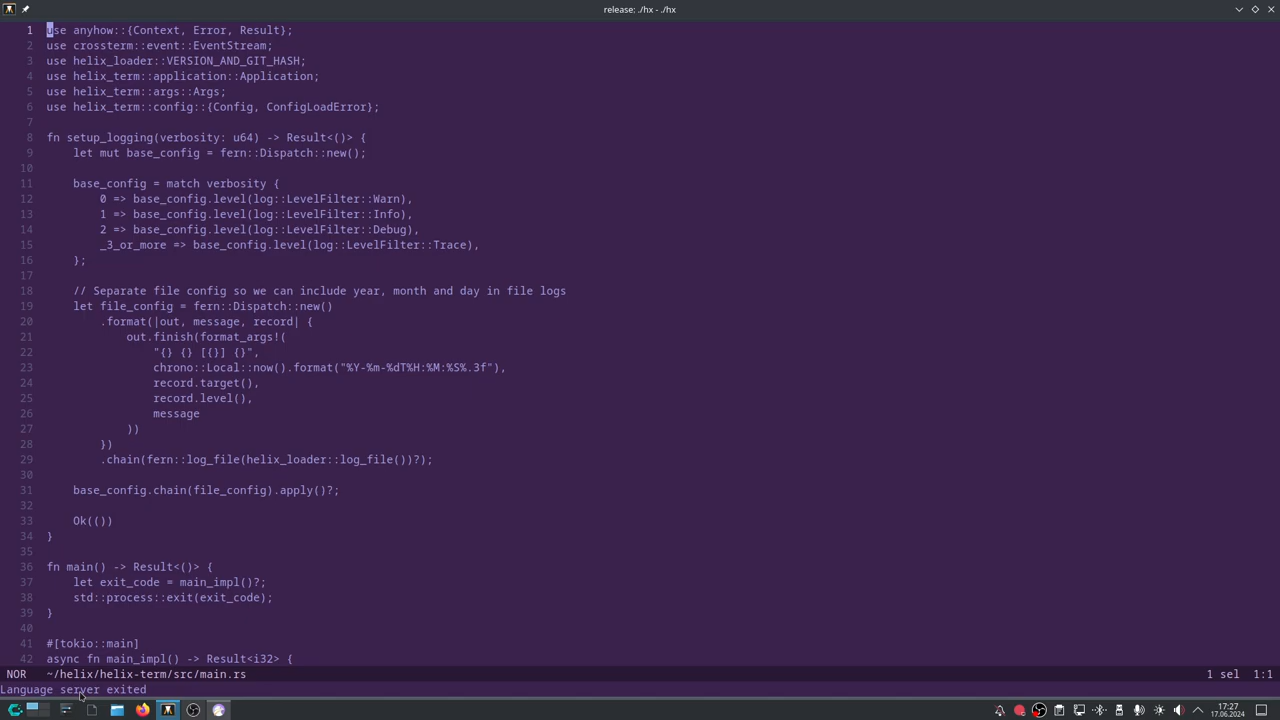 release: ./hx - ./hx
1 use anyhow::{Context, Error, Result};
2 use crossterm::event::EventStream;
3 use helix_loader::VERSION_AND_GIT_HASH;
4 use helix_term::application::Application;
5 use helix_term::args::Args;
6 use helix_term::config::{Config, ConfigLoadError};
7
8 fn setup_logging(verbosity: u64) -> Result<()> {
9     let mut base_config = fern::Dispatch::new();
10
11     base_config = match verbosity {
12         0 => base_config.level(log::LevelFilter::Warn),
13         1 => base_config.level(log::LevelFilter::Info),
14         2 => base_config.level(log::LevelFilter::Debug),
15         _3_or_more => base_config.level(log::LevelFilter::Trace),
16     };
17
18     // Separate file config so we can include year, month and day in file logs
19     let file_config = fern::Dispatch::new()
20         .format(|out, message, record| {
21             out.finish(format_args!(
22                 "{} {} [{}] {}",
23                 chrono::Local::now().format("%Y-%m-%dT%H:%M:%S%.3f"),
24                 record.target(),
25                 record.level(),
26                 message
27             ))
28         })
29         .chain(fern::log_file(helix_loader::log_file())?);
30
31     base_config.chain(file_config).apply()?;
32
33     Ok(())
34 }
35
36 fn main() -> Result<()> {
37     let exit_code = main_impl()?;
38     std::process::exit(exit_code);
39 }
40
41 #[tokio::main]
42 async fn main_impl() -> Result<i32> {
NOR ~/helix/helix-term/src/main.rs 1 sel 1:1
Language server exited
17:27
17.06.2024